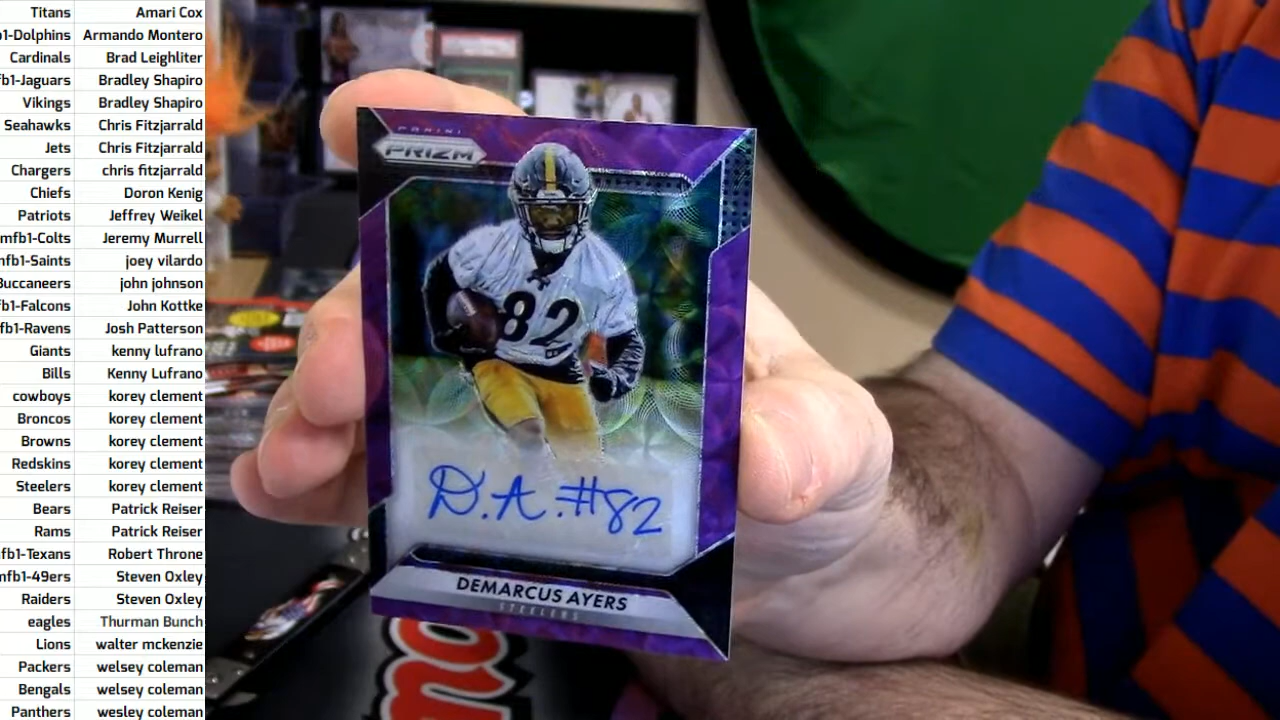 Titans Amari Cox
b1-Dolphins Armando Montero
Cardinals Brad Leighliter
fb1-Jaguars Bradley Shapiro
Vikings Bradley Shapiro
Seahawks Chris Fitzjarrald
Jets Chris Fitzjarrald
Chargers chris fitzjarrald
Chiefs Doron Kenig
Patriots Jeffrey Weikel
mfb1-Colts Jeremy Murrell
nfb1-Saints joey vilardo
Buccaneers john johnson
fb1-Falcons John Kottke
fb1-Ravens Josh Patterson
Giants kenny lufrano
Bills Kenny Lufrano
cowboys korey clement
Broncos korey clement
Browns korey clement
Redskins korey clement
Steelers korey clement
Bears Patrick Reiser
Rams Patrick Reiser
fb1-Texans Robert Throne
nfb1-49ers Steven Oxley
Raiders Steven Oxley
eagles Thurman Bunch
Lions walter mckenzie
Packers welsey coleman
Bengals welsey coleman
Panthers wesley coleman
PANINI
PRIZM
82
D.A. #82
DEMARCUS AYERS
STEELERS